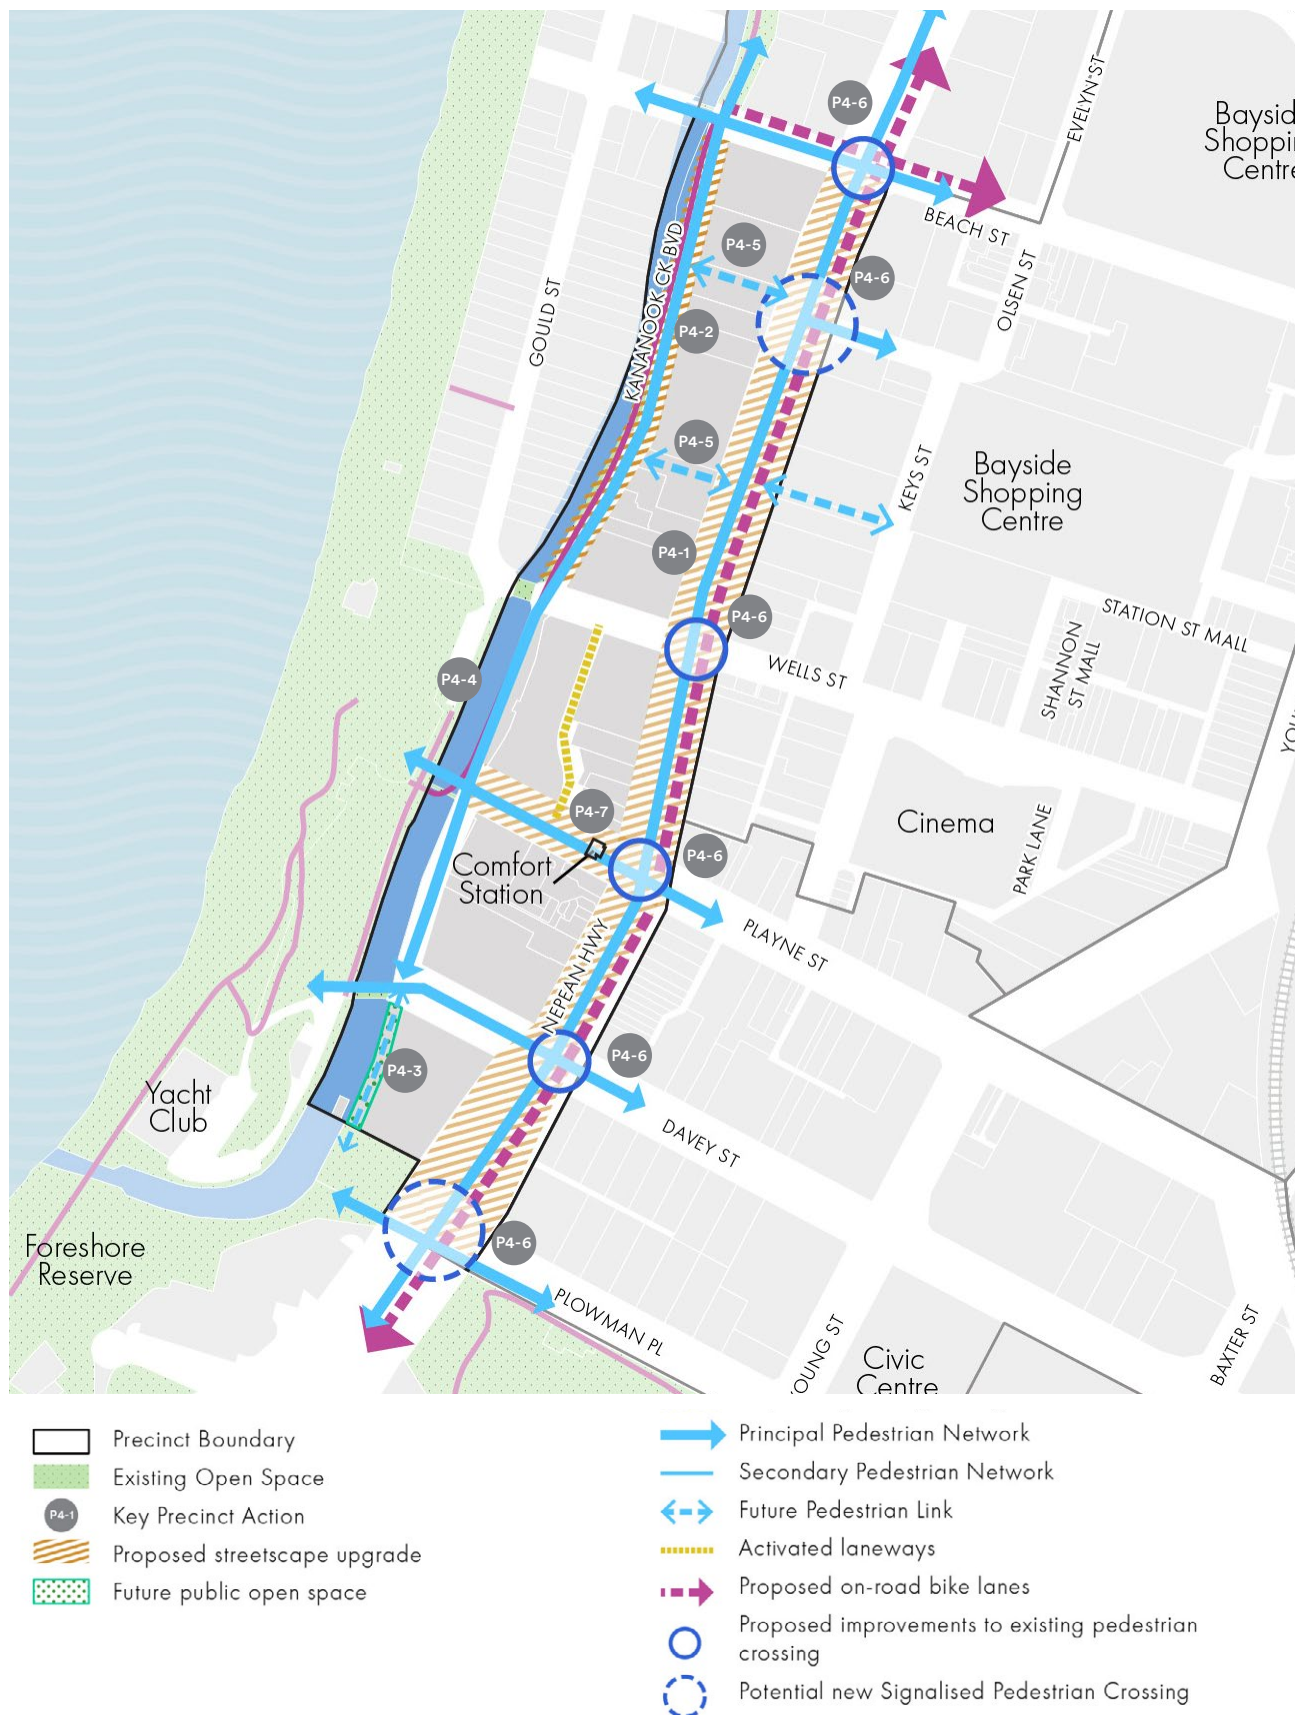 P4-6
EVELYN ST
Baysid
Shoppi
Centre
BEACH ST
P4-5
P4-6
KANANOOK CK BVD
OLSEN ST
GOULD ST
P4-2
P4-5
KEYS ST
Bayside
Shopping
Centre
P4-1
P4-6
STATION ST MALL
SHANNON
ST MALL
WELLS ST
P4-4
YOU
P4-7
Cinema
PARK LANE
P4-6
Comfort
Station
PLAYNE ST
NEPEAN HWY
P4-6
P4-3
Yacht
Club
DAVEY ST
P4-6
Foreshore
Reserve
PLOWMAN PL
YOUNG ST
Civic
Centre
BAXTER ST
Precinct Boundary
Existing Open Space
P4-1
Key Precinct Action
Proposed streetscape upgrade
Future public open space
Principal Pedestrian Network
Secondary Pedestrian Network
Future Pedestrian Link
Activated laneways
Proposed on-road bike lanes
Proposed improvements to existing pedestrian
crossing
Potential new Signalised Pedestrian Crossing